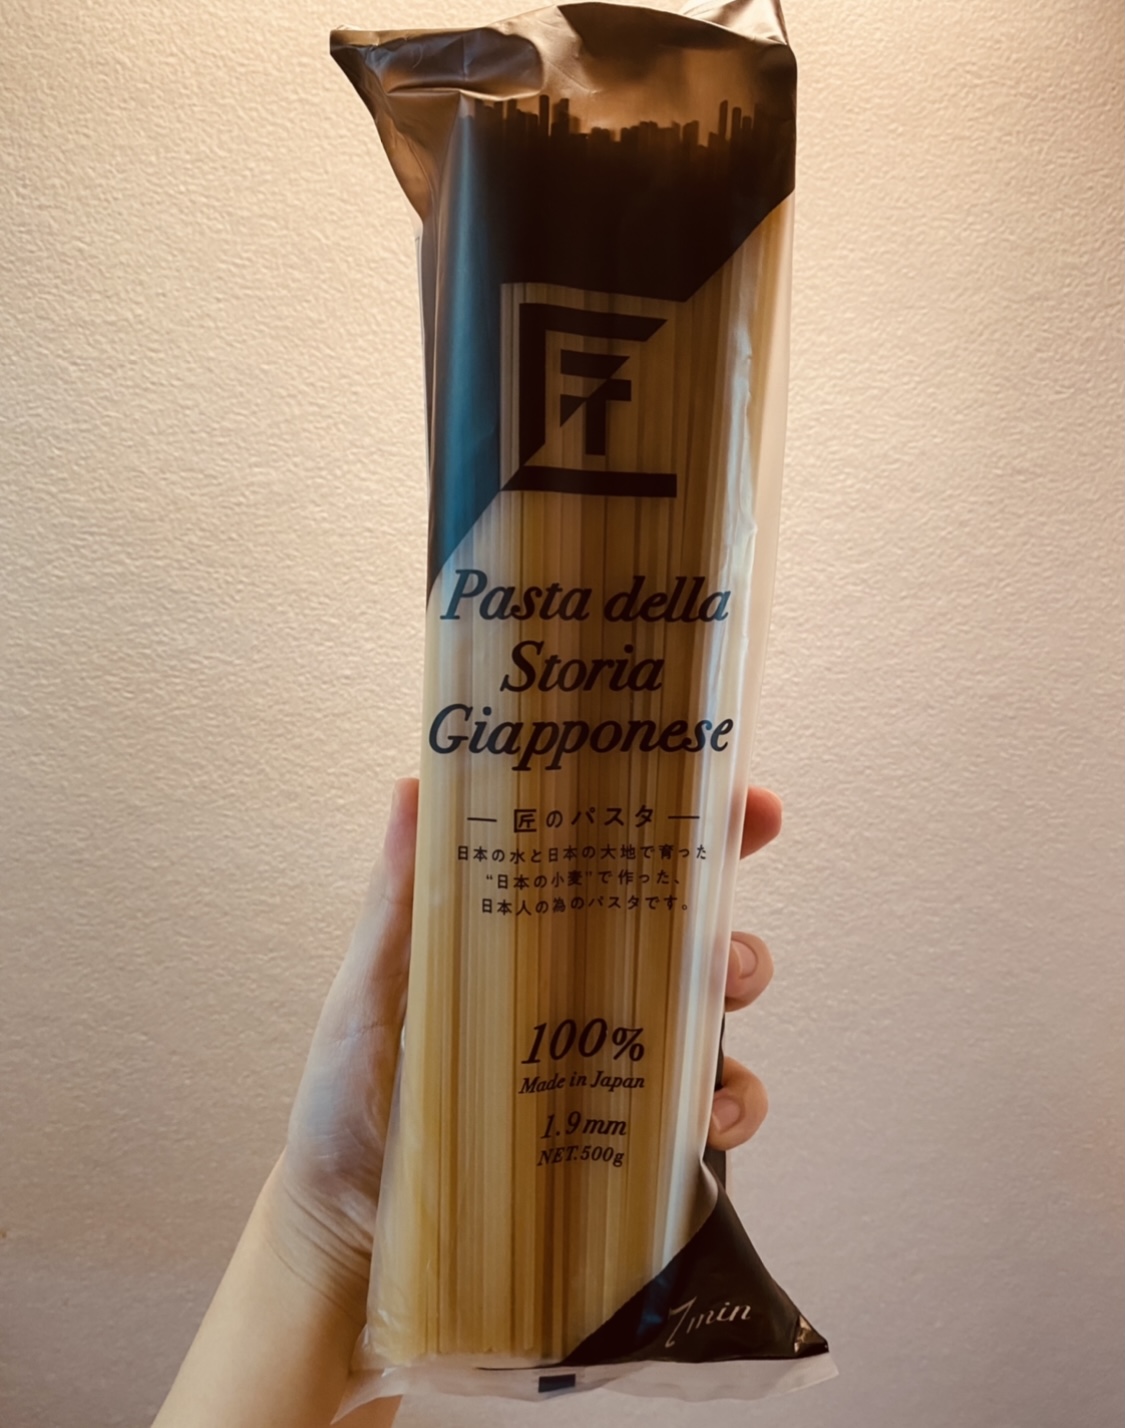 匠
Pasta della
Storia
Giapponese
匠のパスタ
日本の水と日本の大地で育った
“日本の小麦”で作った、
日本人の為のパスタです。
100%
Made in Japan
1.9mm
NET.500g
7min